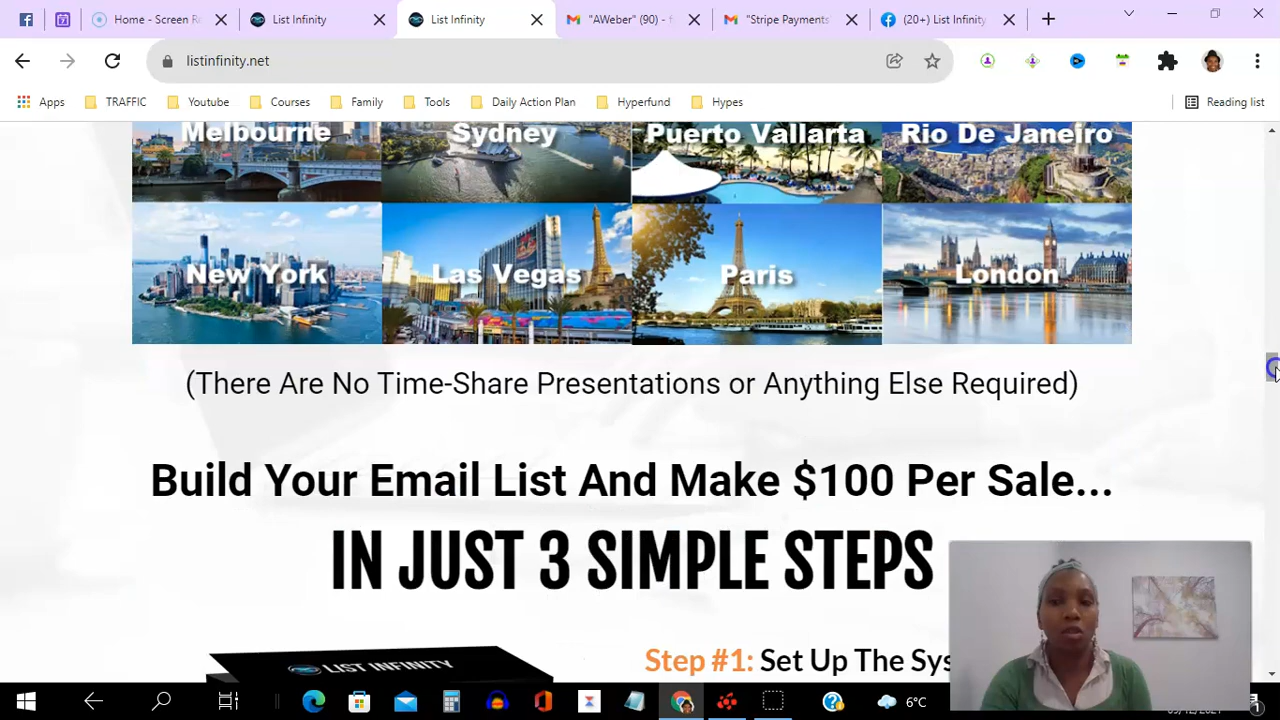 Home - Screen Re
List Infinity
List Infinity
"AWeber" (90) - f
"Stripe Payments"
(20+) List Infinity
listinfinity.net
Apps
TRAFFIC
Youtube
Courses
Family
Tools
Daily Action Plan
Hyperfund
Hypes
Reading list
Melbourne
Sydney
Puerto Vallarta
Rio De Janeiro
New York
Las Vegas
Paris
London
(There Are No Time-Share Presentations or Anything Else Required)
Build Your Email List And Make $100 Per Sale...
IN JUST 3 SIMPLE STEPS
LIST INFINITY
Step #1: Set Up The Sys
6°C